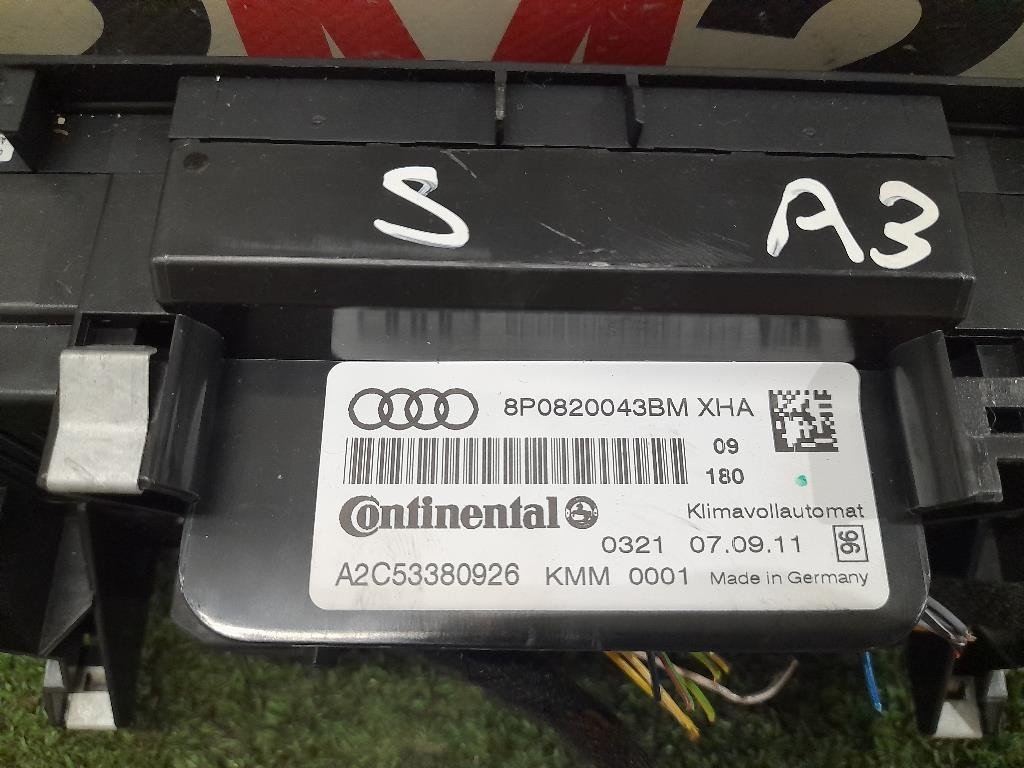 S A3
8P0820043BM XHA
09
180
Continental
Klimavollautomat
0321 07.09.11 96
A2C53380926 KMM 0001 Made in Germany